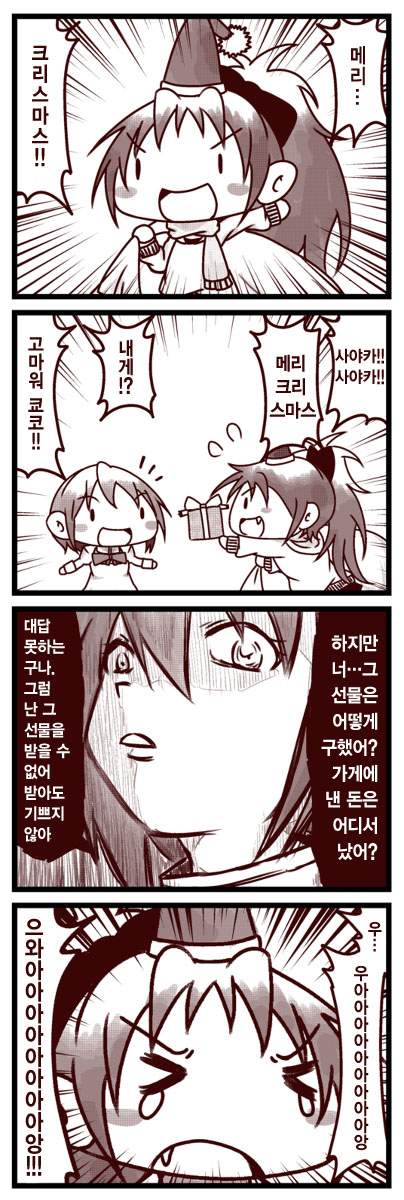 메리…
크리스마스!!
사야카!!
사야카!!
메리
크리
스마스
내
게
!?
고마워 쿄코!!
하지만
너…그
선물은
어떻게
구했어?
가게에
낸 돈은
어디서
났어?
대답
못하는
구나.
그럼
난 그
선물을
받을 수
없어
받아도
기쁘지
않아
우…
우아아아아아아아아아앙
으와아아아아아아아아아앙!!!